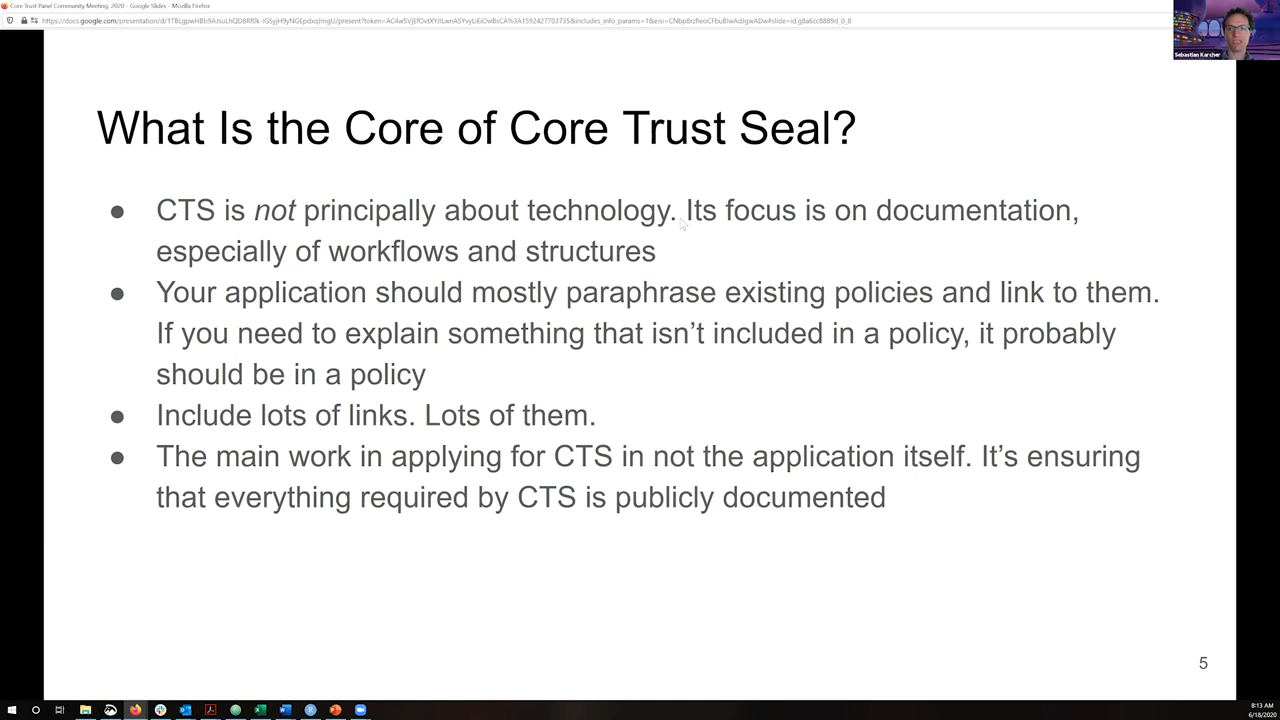 Core Trust Panel Community Meeting, 2020 - Google Slides - Mozilla Firefox
Sebastian Karcher
What Is the Core of Core Trust Seal?
● CTS is not principally about technology. Its focus is on documentation,
especially of workflows and structures
● Your application should mostly paraphrase existing policies and link to them.
If you need to explain something that isn’t included in a policy, it probably
should be in a policy
● Include lots of links. Lots of them.
● The main work in applying for CTS in not the application itself. It’s ensuring
that everything required by CTS is publicly documented
5
8:13 AM
6/18/2020